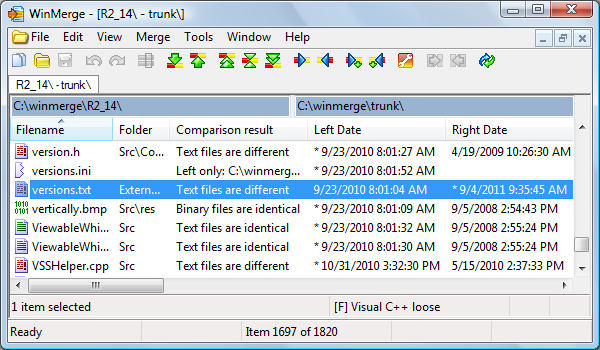 WinMerge - [R2_14\ - trunk\]
File Edit View Merge Tools Window Help
R2_14\ - trunk\
C:\winmerge\R2_14\ C:\winmerge\trunk\
Filename Folder Comparison result Left Date Right Date
version.h Src\Co... Text files are different * 9/23/2010 8:01:27 AM 4/19/2009 10:26:30 AM
versions.ini Left only: C:\winmerg... * 9/23/2010 8:01:52 AM
versions.txt Extern... Text files are different 9/23/2010 8:01:04 AM * 9/4/2011 9:35:45 AM
1010 0101 vertically.bmp Src\res Binary files are identical * 9/23/2010 8:01:09 AM 9/5/2008 2:54:43 PM
ViewableWhi... Src Text files are identical * 9/23/2010 8:01:32 AM 9/5/2008 2:55:24 PM
ViewableWhi... Src Text files are identical * 9/23/2010 8:01:30 AM 9/5/2008 2:55:24 PM
VSSHelper.cpp Src Text files are different * 10/31/2010 3:32:30 PM 5/15/2010 2:37:33 PM
1 item selected [F] Visual C++ loose
Ready Item 1697 of 1820